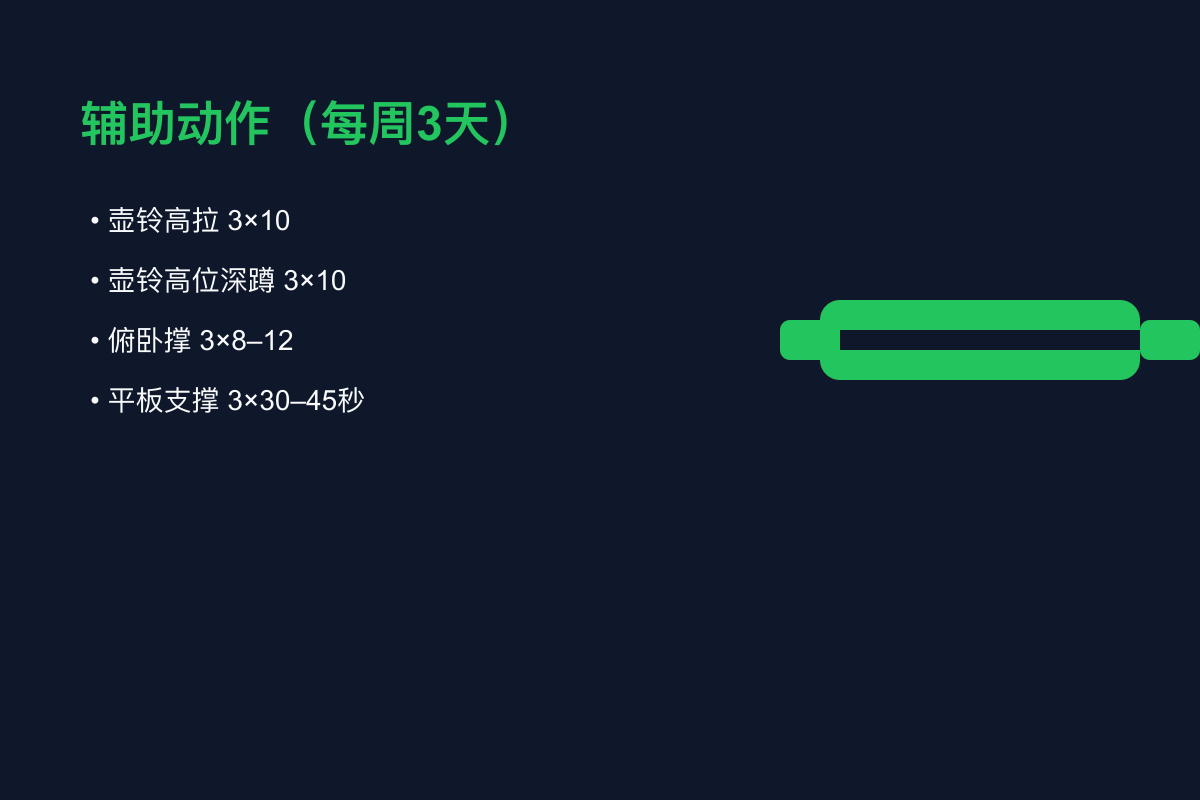 辅助动作（每周3天）
• 壶铃高拉 3×10
• 壶铃高位深蹲 3×10
• 俯卧撑 3×8–12
• 平板支撑 3×30–45秒